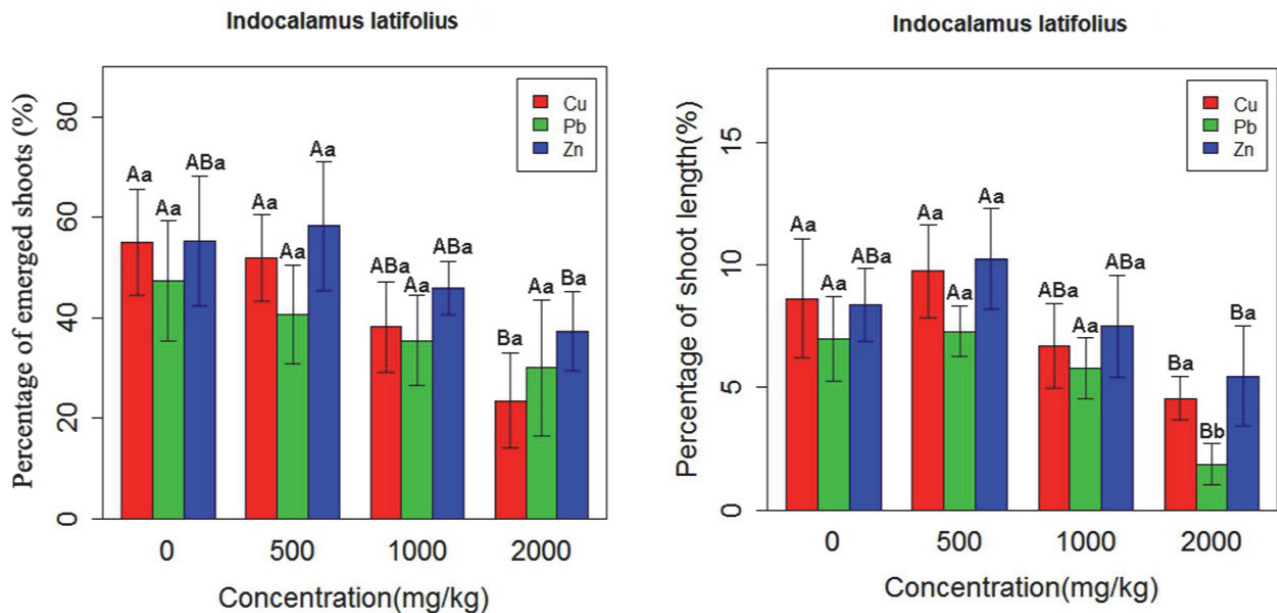 Indocalamus latifolius
Percentage of emerged shoots (%)
80
60
40
20
0
Cu
Pb
Zn
Aa
Aa
ABa
Aa
Aa
Aa
ABa
Aa
ABa
Ba
Aa
Ba
0 500 1000 2000
Concentration(mg/kg)
Indocalamus latifolius
Percentage of shoot length(%)
15
10
5
0
Cu
Pb
Zn
Aa
Aa
ABa
Aa
Aa
Aa
ABa
Aa
ABa
Ba
Bb
Ba
0 500 1000 2000
Concentration(mg/kg)